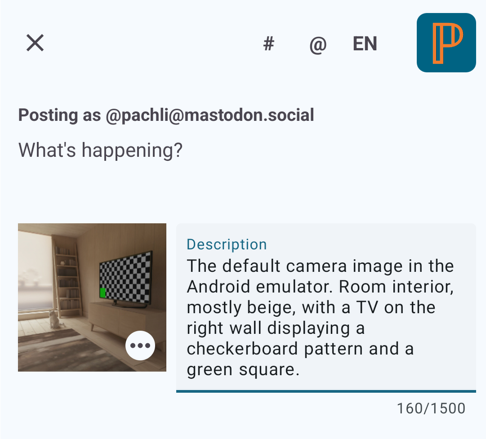 # @ EN
Posting as @pachli@mastodon.social
What's happening?
Description
The default camera image in the
Android emulator. Room interior,
mostly beige, with a TV on the
right wall displaying a
checkerboard pattern and a
green square.
160/1500